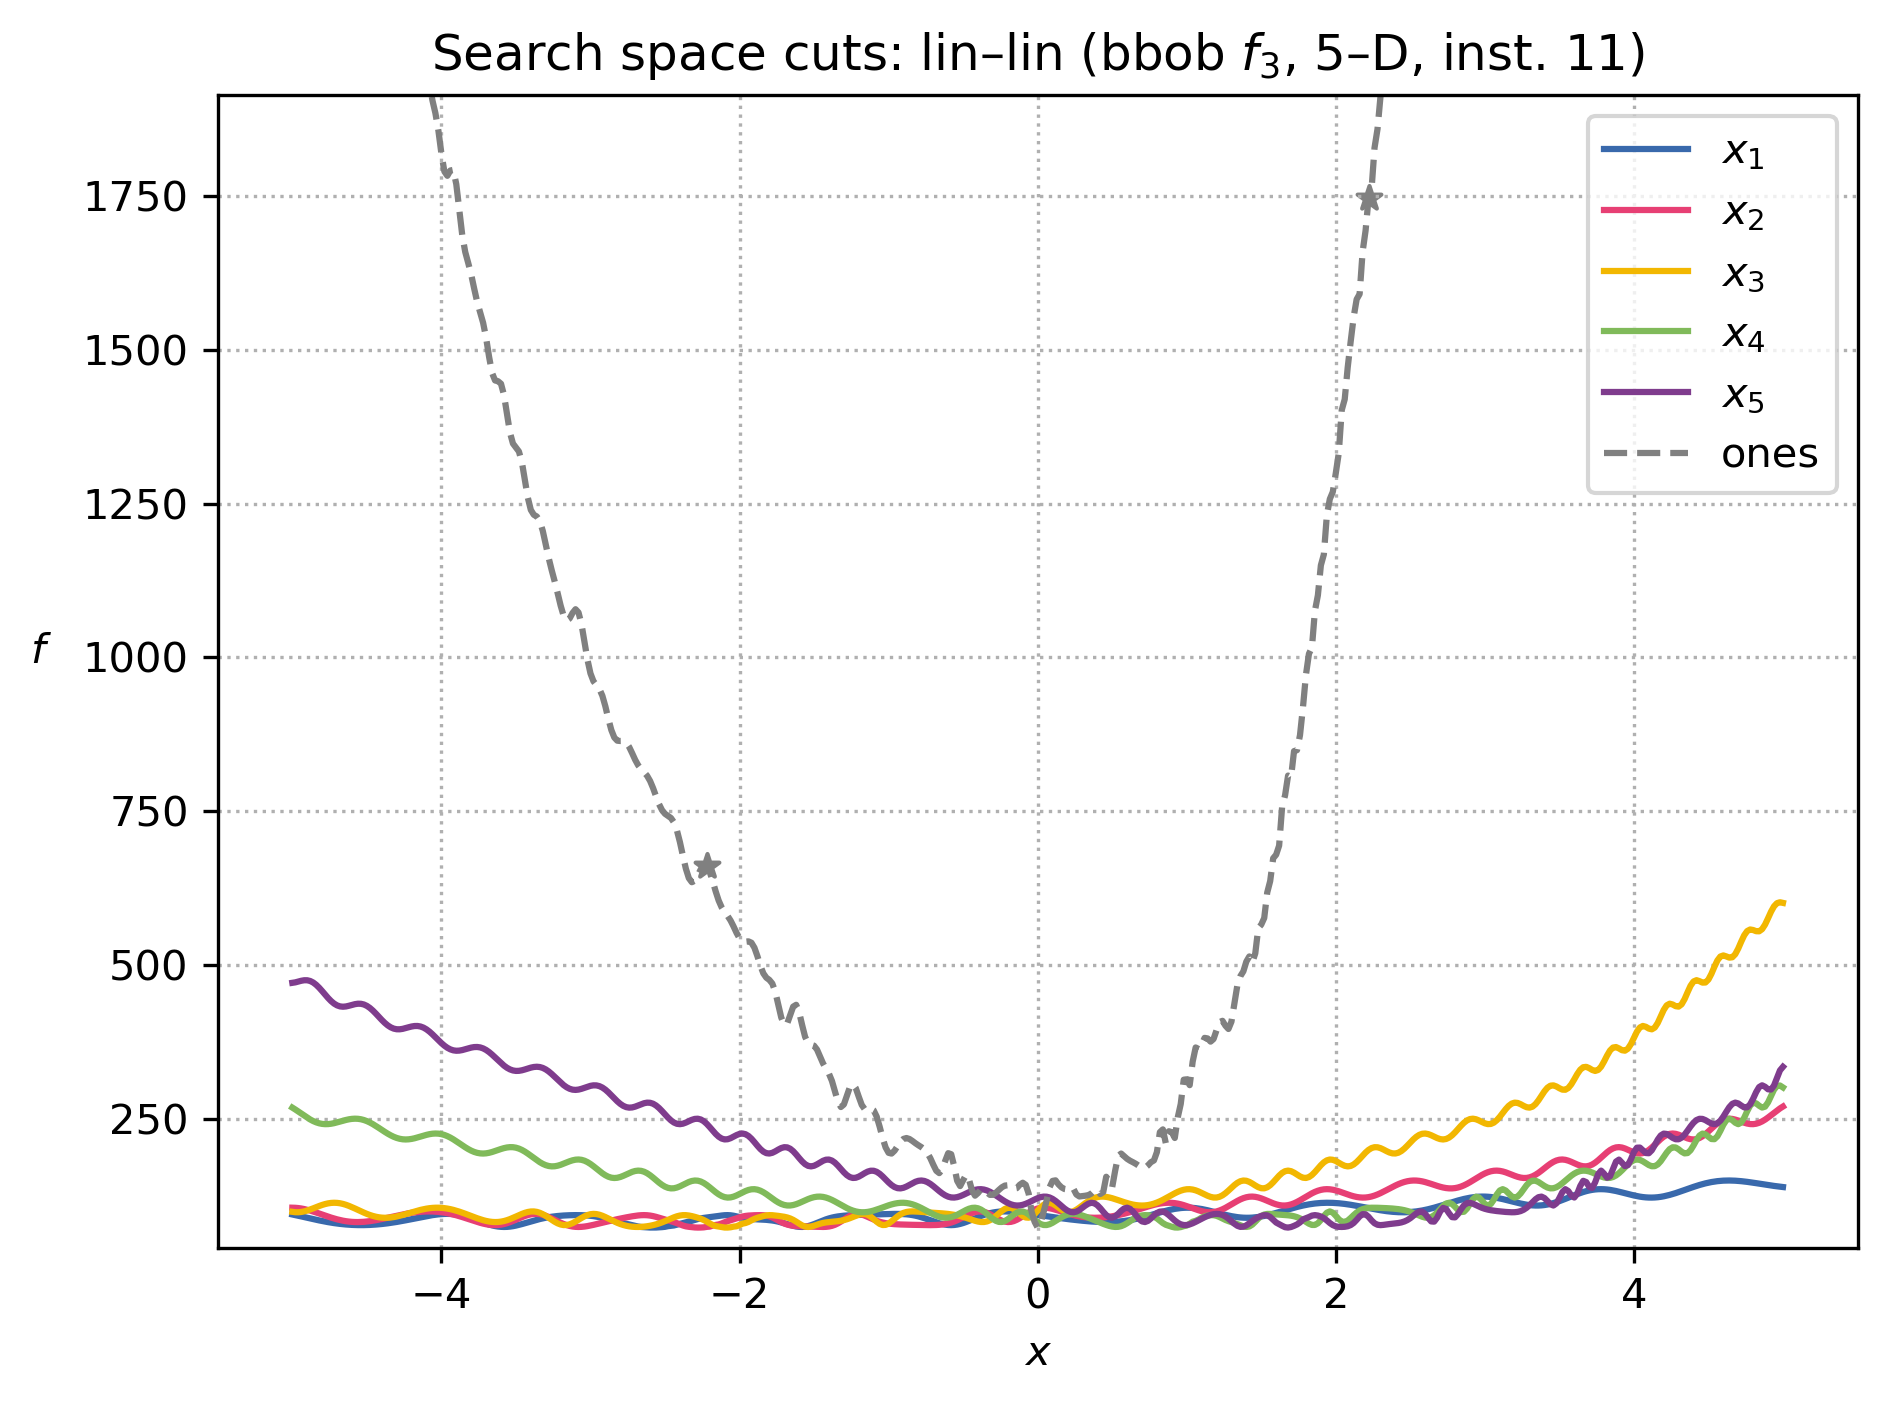 Search space cuts: lin–lin (bbob f₃, 5–D, inst. 11)
x₁
x₂
x₃
x₄
x₅
ones
1750
1500
1250
1000
750
500
250
f
−4 −2 0 2 4
x